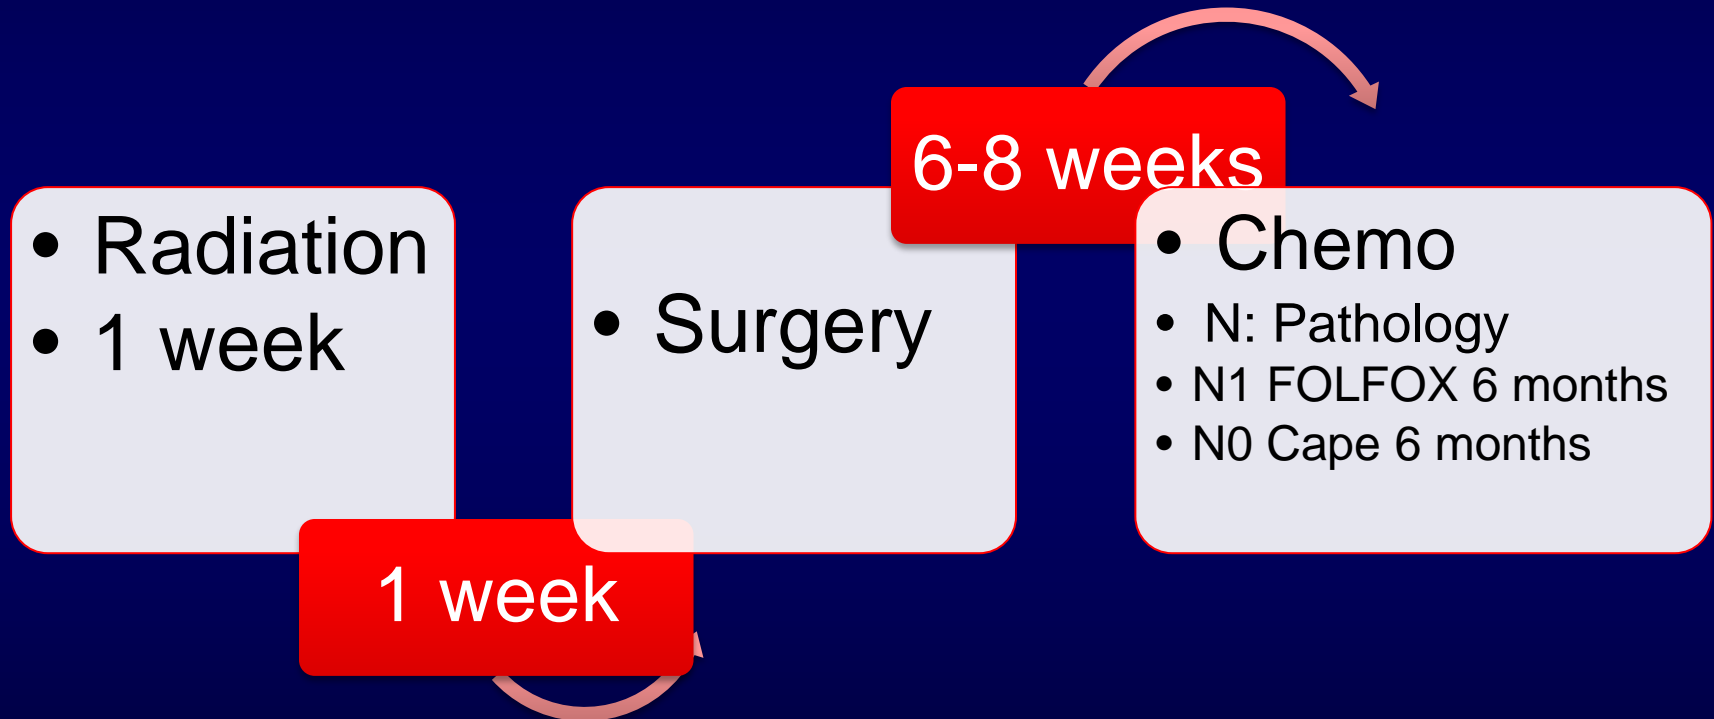 • Radiation
• 1 week
1 week
• Surgery
6-8 weeks
• Chemo
• N: Pathology
• N1 FOLFOX 6 months
• N0 Cape 6 months